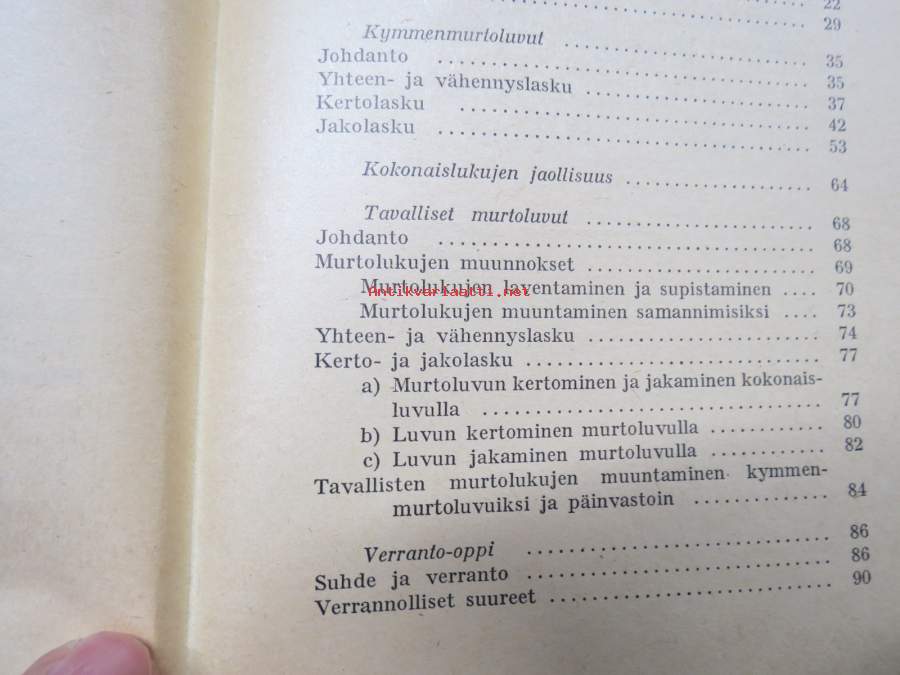 22
29
Kymmenmurtoluvut ........ 35
Johdanto ........ 35
Yhteen- ja vähennyslasku ........ 37
Kertolasku ........ 42
Jakolasku ........ 53
Kokonaislukujen jaollisuus ........ 64
Tavalliset murtoluvut ........ 68
Johdanto ........ 68
Murtolukujen muunnokset ........ 69
Murtolukujen laventaminen ja supistaminen .... 70
Antikvariaatti.net
Murtolukujen muuntaminen samannimisiksi .... 73
Yhteen- ja vähennyslasku ........ 74
Kerto- ja jakolasku ........ 77
a) Murtoluvun kertominen ja jakaminen kokonais-
luvulla ........ 77
b) Luvun kertominen murtoluvulla ........ 80
c) Luvun jakaminen murtoluvulla ........ 82
Tavallisten murtolukujen muuntaminen kymmen-
murtoluvuiksi ja päinvastoin ........ 84
Verranto-oppi ........ 86
Suhde ja verranto ........ 86
Verrannolliset suureet ........ 90